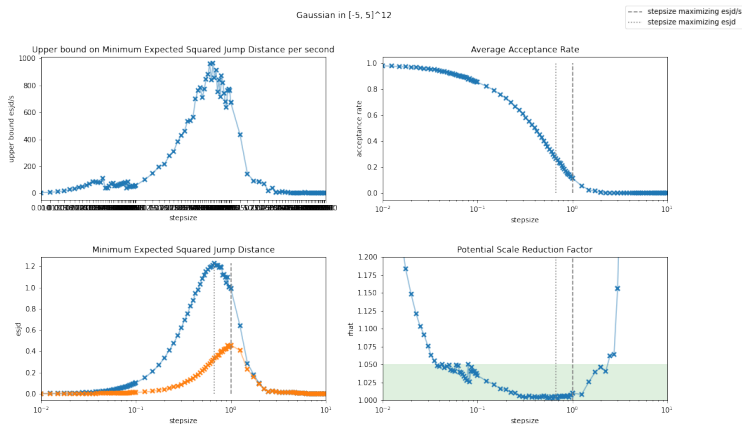 Gaussian in [-5, 5]^12
stepsize maximizing esjd/s
stepsize maximizing esjd
Upper bound on Minimum Expected Squared Jump Distance per second
upper bound esjd/s
1000
800
600
400
200
0
stepsize
Average Acceptance Rate
acceptance rate
1.0
0.8
0.6
0.4
0.2
0.0
10⁻² 10⁻¹ 10⁰ 10¹
stepsize
Minimum Expected Squared Jump Distance
esjd
1.2
1.0
0.8
0.6
0.4
0.2
0.0
10⁻² 10⁻¹ 10⁰ 10¹
stepsize
Potential Scale Reduction Factor
rhat
1.200
1.175
1.150
1.125
1.100
1.075
1.050
1.025
1.000
10⁻² 10⁻¹ 10⁰ 10¹
stepsize